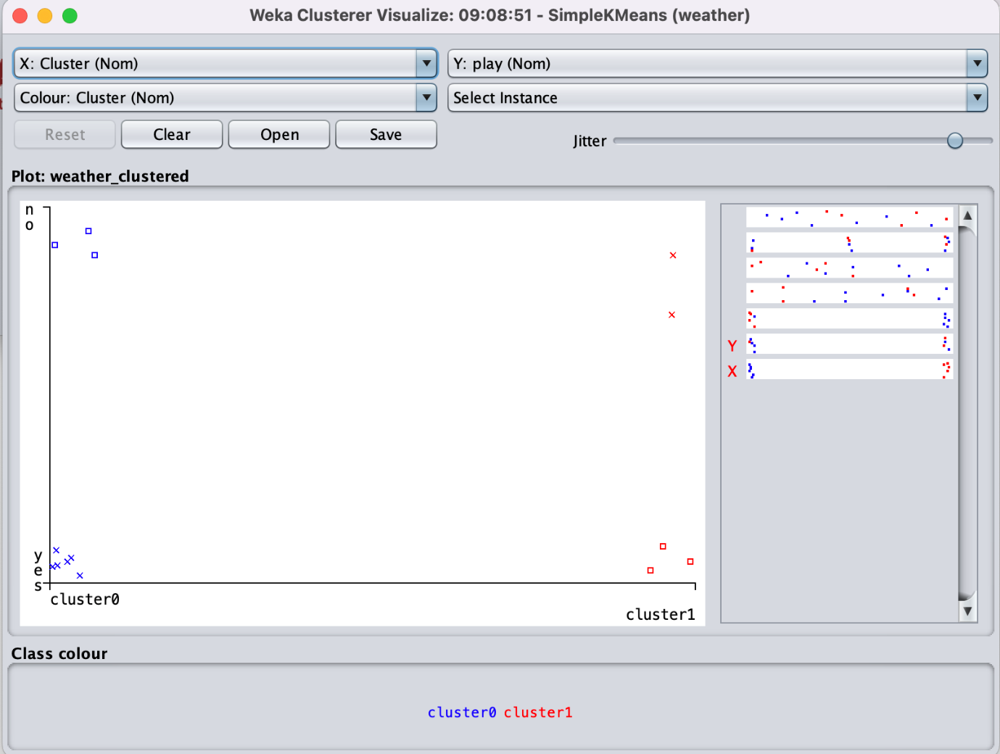 Weka Clusterer Visualize: 09:08:51 - SimpleKMeans (weather)
X: Cluster (Nom)
Y: play (Nom)
Colour: Cluster (Nom)
Select Instance
Reset
Clear
Open
Save
Jitter
Plot: weather_clustered
no
yes
cluster0
cluster1
Y
X
Class colour
cluster0 cluster1